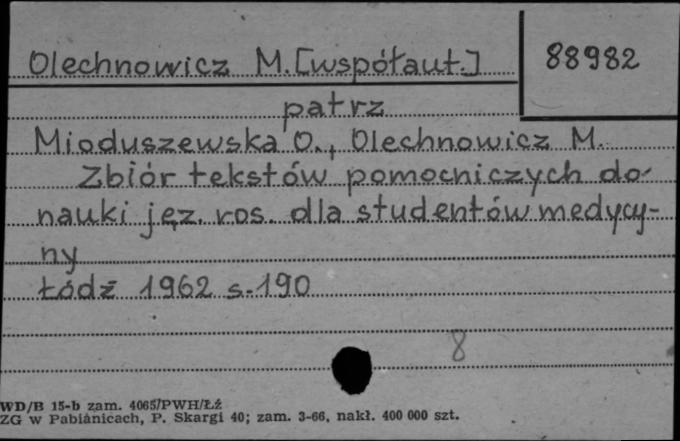 Olechnowicz M. [współaut.]
88982
patrz
Mioduszewska O., Olechnowicz M.
Zbiór tekstów pomocniczych do
nauki jęz. ros. dla studentów medycy-
ny
Łódź 1962 s. 190
8
WD/B 15-b zam. 4065/PWH/Łź
ZG w Pabianicach, P. Skargi 40; zam. 3-66, nakł. 400 000 szt.